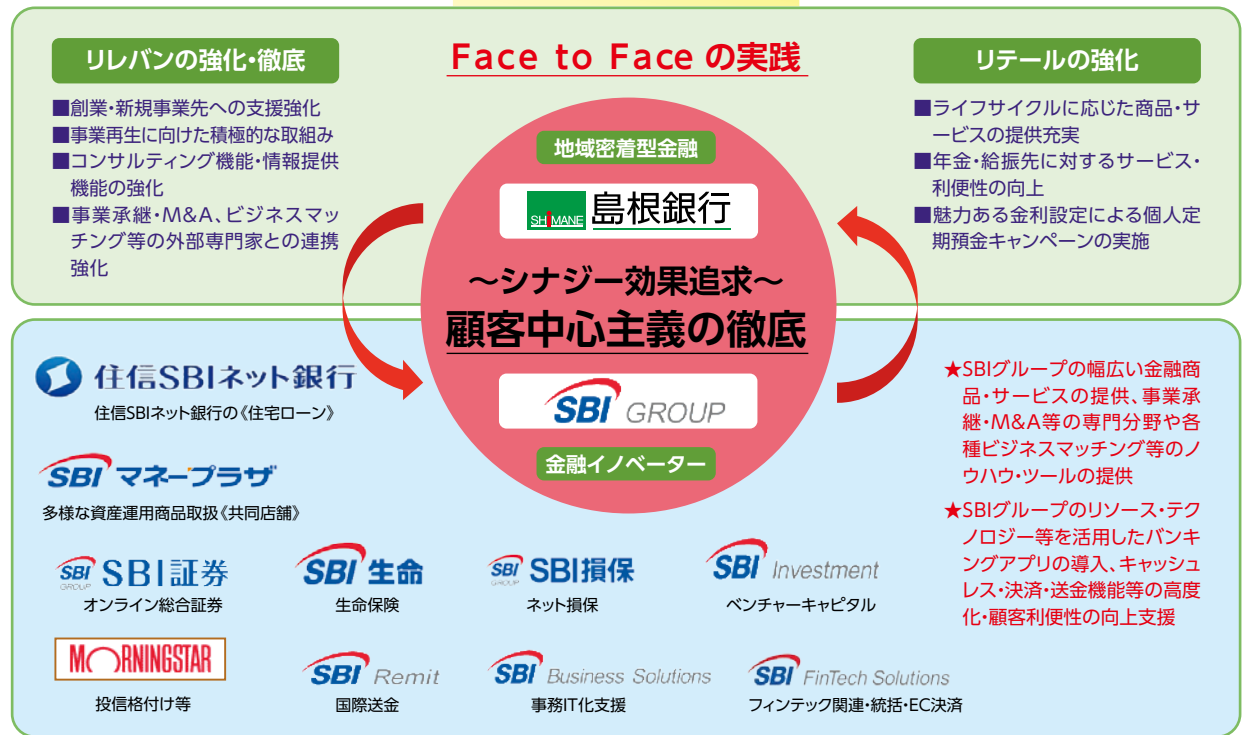 リレバンの強化・徹底
■創業・新規事業先への支援強化
■事業再生に向けた積極的な取組み
■コンサルティング機能・情報提供
機能の強化
■事業承継・M&A、ビジネスマッ
チング等の外部専門家との連携
強化
Face to Face の実践
リテールの強化
■ライフサイクルに応じた商品・サ
ービスの提供充実
■年金・給振先に対するサービス・
利便性の向上
■魅力ある金利設定による個人定
期預金キャンペーンの実施
地域密着型金融
SHIMANE 島根銀行
～シナジー効果追求～
顧客中心主義の徹底
SBI GROUP
金融イノベーター
住信SBIネット銀行
住信SBIネット銀行の《住宅ローン》
SBI マネープラザ
多様な資産運用商品取扱《共同店舗》
SBI GROUP SBI証券
オンライン総合証券
SBI 生命
生命保険
SBI GROUP SBI損保
ネット損保
SBI Investment
ベンチャーキャピタル
MORNINGSTAR
投信格付け等
SBI Remit
国際送金
SBI Business Solutions
事務IT化支援
SBI FinTech Solutions
フィンテック関連・統括・EC決済
★SBIグループの幅広い金融商
品・サービスの提供、事業承
継・M&A等の専門分野や各
種ビジネスマッチング等のノ
ウハウ・ツールの提供
★SBIグループのリソース・テク
ノロジー等を活用したバンキ
ングアプリの導入、キャッシュ
レス・決済・送金機能等の高度
化・顧客利便性の向上支援